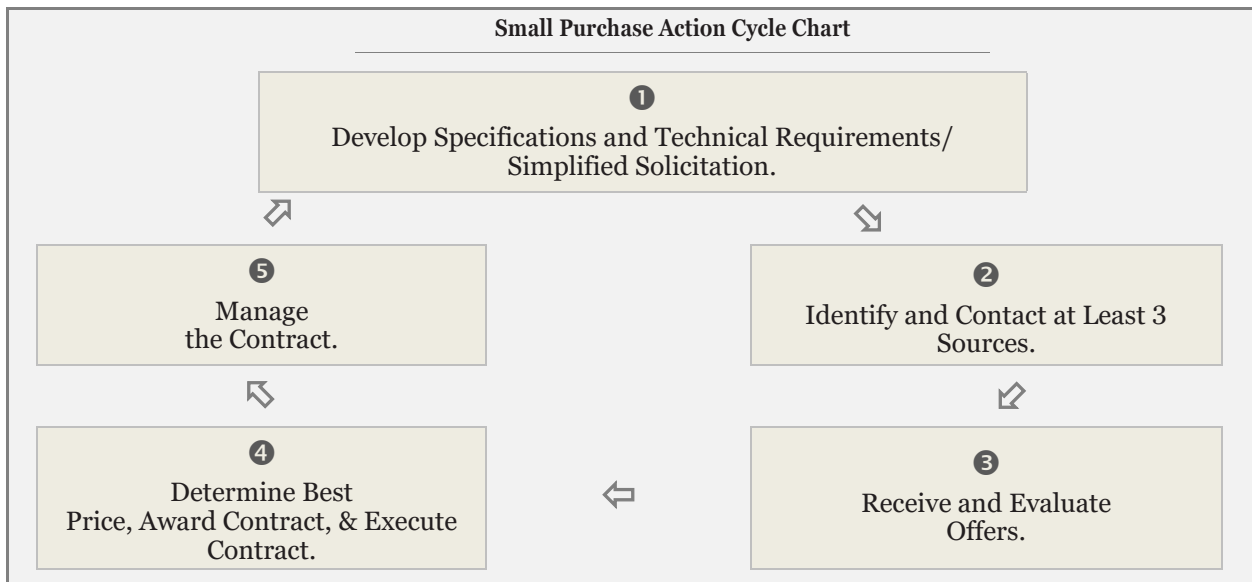 Small Purchase Action Cycle Chart
❶
Develop Specifications and Technical Requirements/
Simplified Solicitation.
❷
Identify and Contact at Least 3
Sources.
❸
Receive and Evaluate
Offers.
❹
Determine Best
Price, Award Contract, & Execute
Contract.
❺
Manage
the Contract.